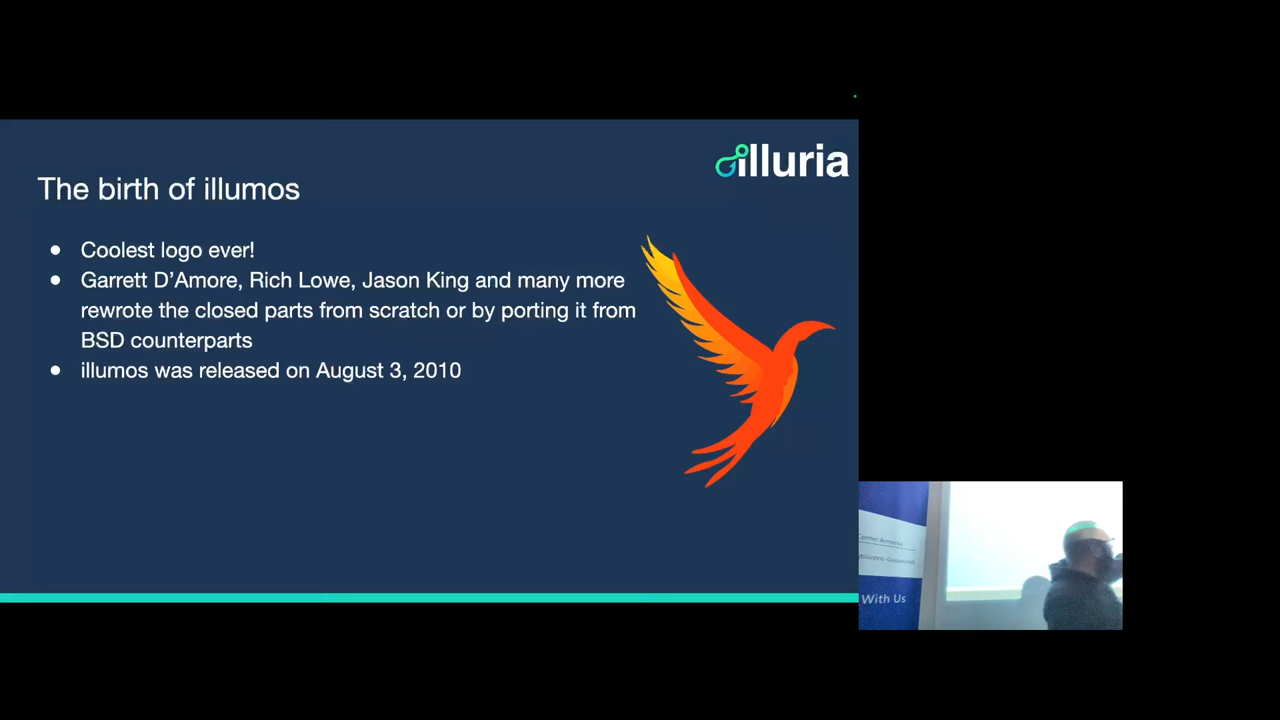 illuria
The birth of illumos
● Coolest logo ever!
● Garrett D’Amore, Rich Lowe, Jason King and many more
rewrote the closed parts from scratch or by porting it from
BSD counterparts
● illumos was released on August 3, 2010
Center Armenia
With Us